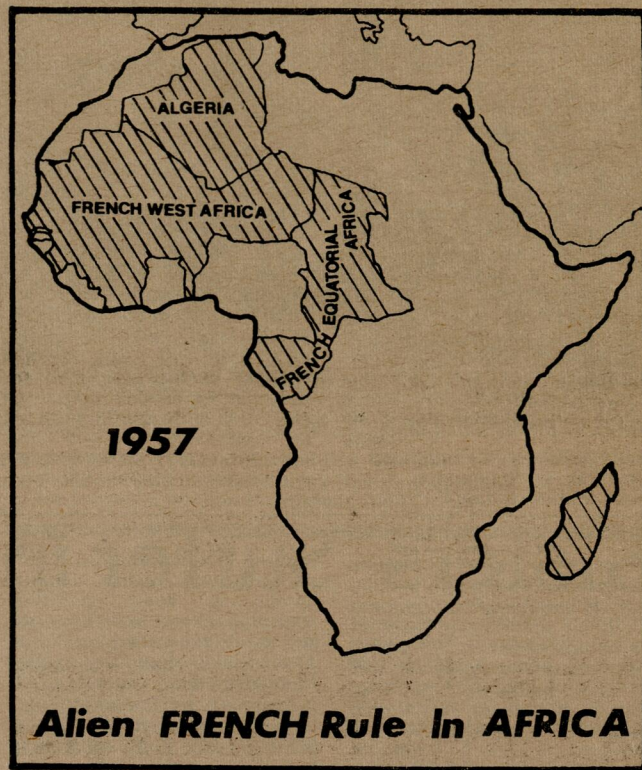 ALGERIA
FRENCH WEST AFRICA
FRENCH EQUATORIAL
AFRICA
1957
Alien FRENCH Rule In AFRICA